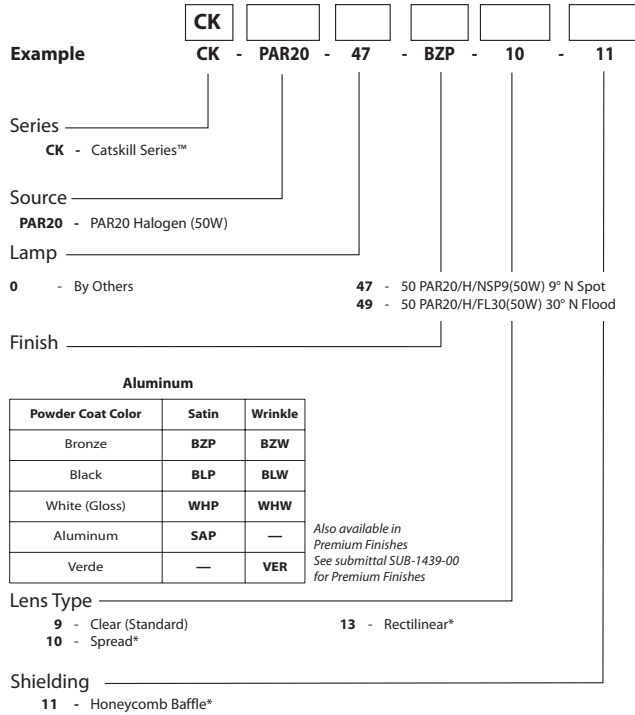 CK
Example CK - PAR20 - 47 - BZP - 10 - 11
Series
CK - Catskill Series™
Source
PAR20 - PAR20 Halogen (50W)
Lamp
0 - By Others 47 - 50 PAR20/H/NSP9(50W) 9° N Spot
49 - 50 PAR20/H/FL30(50W) 30° N Flood
Finish
Aluminum
Powder Coat Color Satin Wrinkle
Bronze BZP BZW
Black BLP BLW
White (Gloss) WHP WHW
Aluminum SAP —
Verde — VER
Also available in
Premium Finishes
See submittal SUB-1439-00
for Premium Finishes
Lens Type
9 - Clear (Standard) 13 - Rectilinear*
10 - Spread*
Shielding
11 - Honeycomb Baffle*